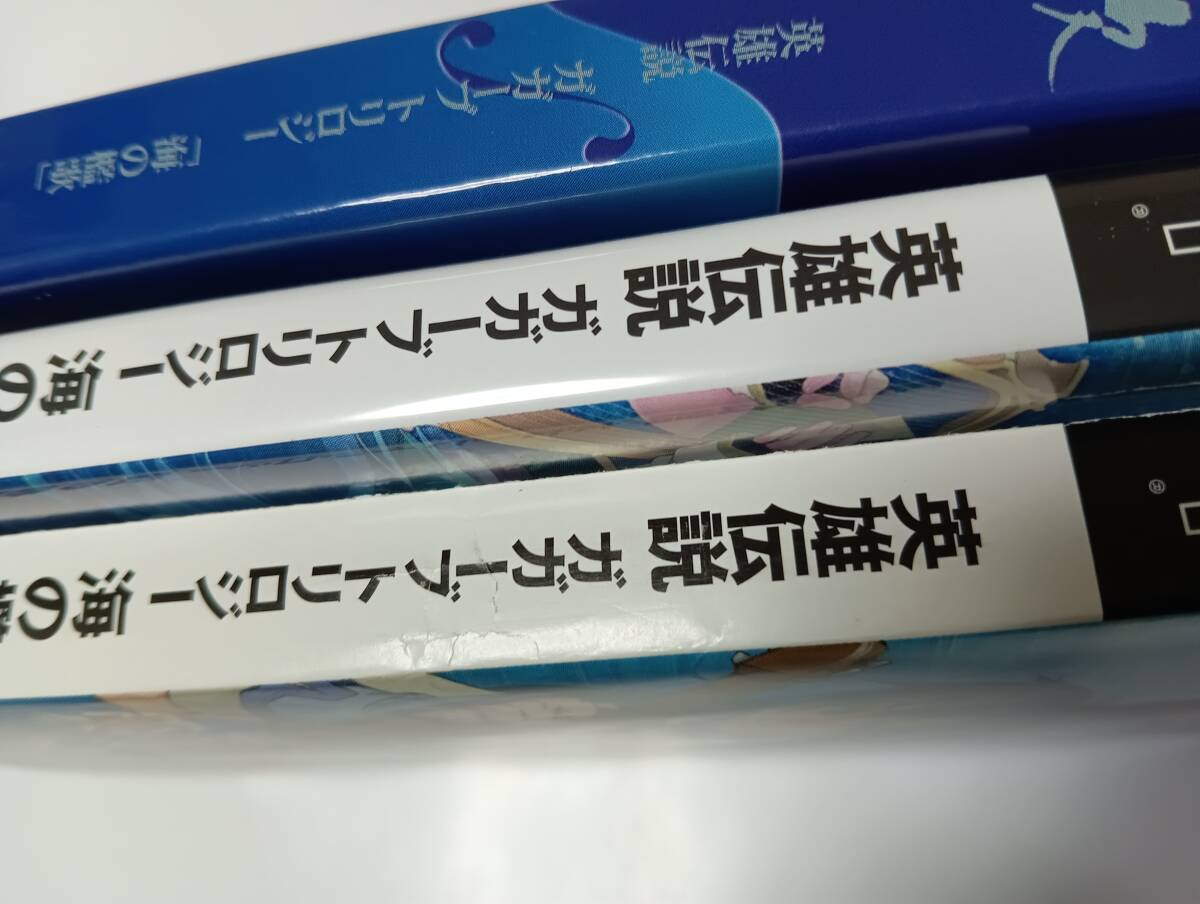 英雄伝説
ガガーブトリロジー
「海の檻歌」
®
英雄伝説 ガガーブトリロジー 海の
®
英雄伝説 ガガーブトリロジー 海の檻